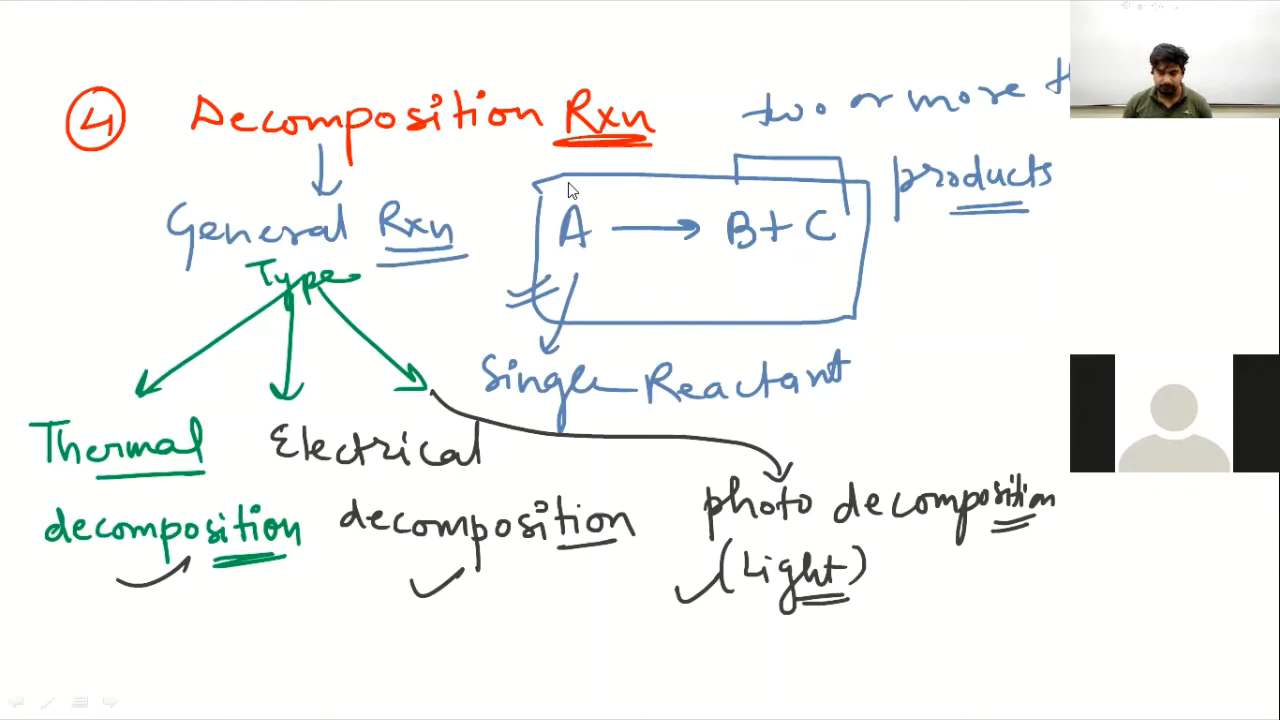 4 Decomposition Rxn
two or more
products
General Rxn
A → B + C
Type
Single Reactant
Thermal
decomposition
Electrical
decomposition
photo decomposition
(Light)